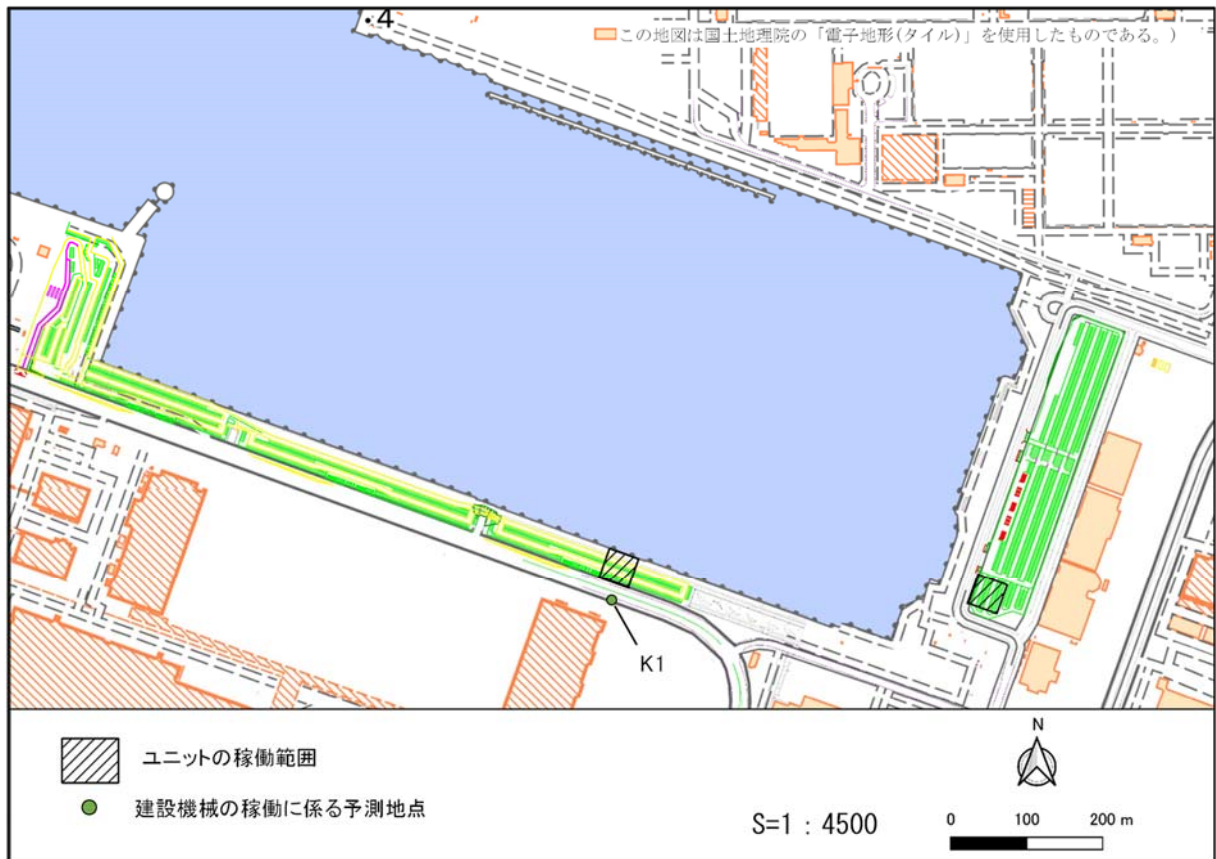 4
この地図は国土地理院の「電子地形(タイル)」を使用したものである。)
K1
ユニットの稼働範囲
建設機械の稼働に係る予測地点
S=1 : 4500
N
0 100 200 m